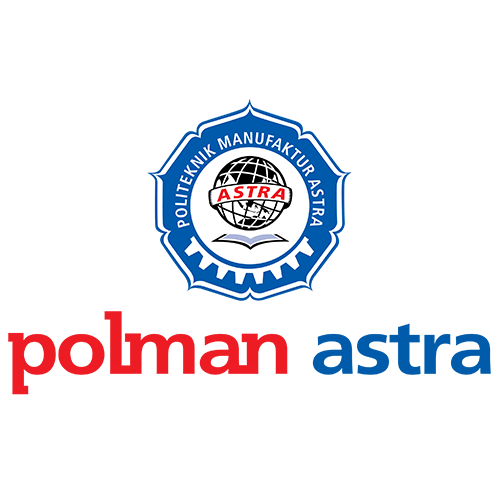 POLITEKNIK MANUFAKTUR ASTRA
ASTRA
polman astra